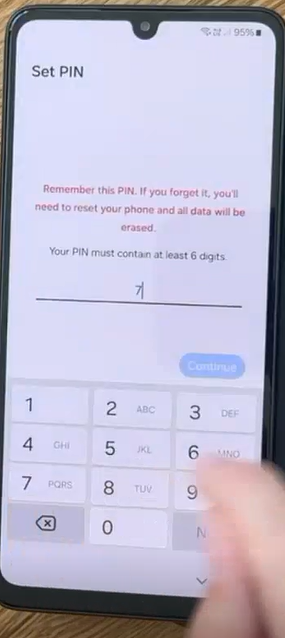 95%
Set PIN
Remember this PIN. If you forget it, you'll
need to reset your phone and all data will be
erased.
Your PIN must contain at least 6 digits.
7
Continue
1 2 ABC 3 DEF
4 GHI 5 JKL 6 MNO
7 PQRS 8 TUV 9
0 N